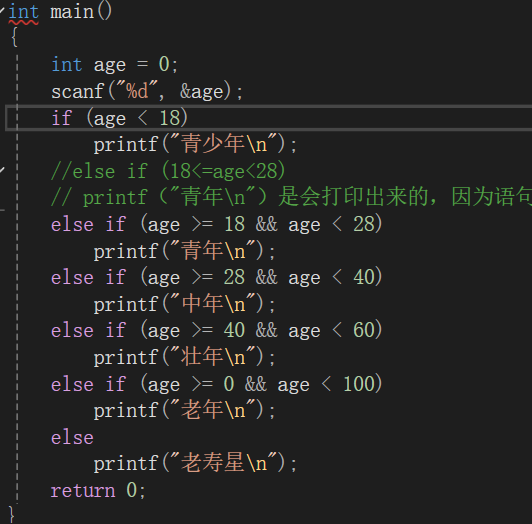 int main()
{
int age = 0;
scanf("%d", &age);
if (age < 18)
printf("青少年\n");
//else if (18<=age<28)
// printf（"青年\n"）是会打印出来的，因为语句
else if (age >= 18 && age < 28)
printf("青年\n");
else if (age >= 28 && age < 40)
printf("中年\n");
else if (age >= 40 && age < 60)
printf("壮年\n");
else if (age >= 0 && age < 100)
printf("老年\n");
else
printf("老寿星\n");
return 0;
}